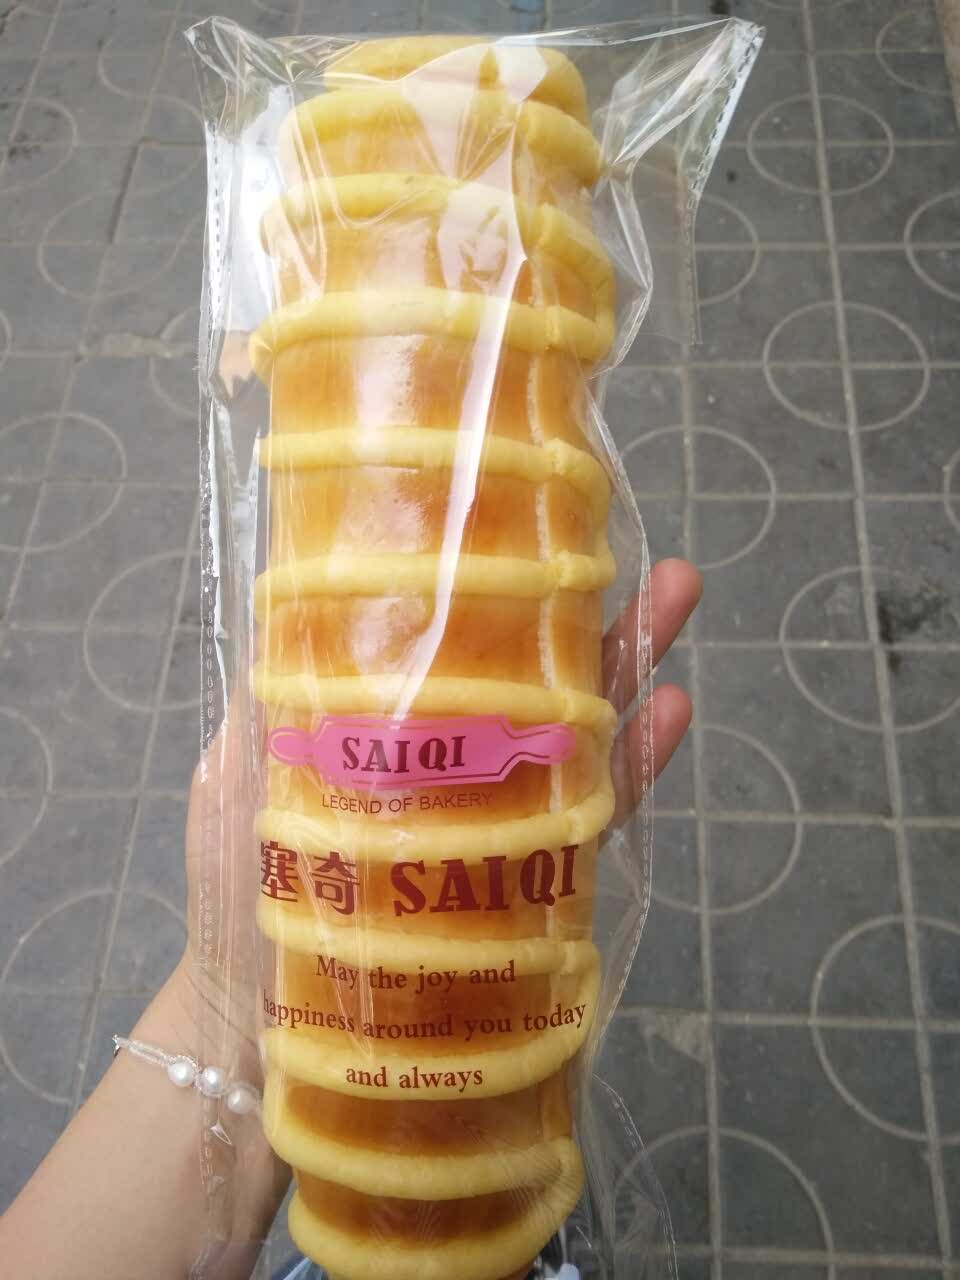 SAIQI
LEGEND OF BAKERY
塞奇 SAIQI
May the joy and
happiness around you today
and always